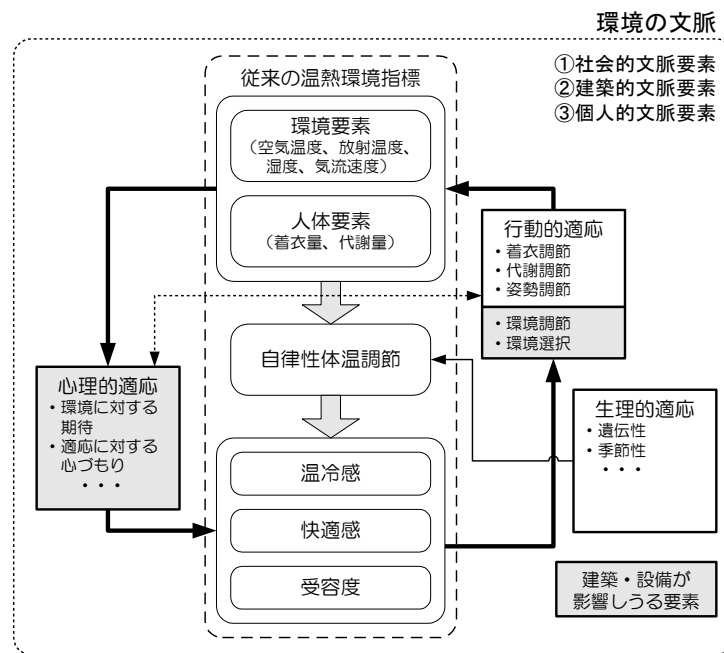 環境の文脈
①社会的文脈要素
②建築的文脈要素
③個人的文脈要素
従来の温熱環境指標
環境要素
（空気温度、放射温度、
湿度、気流速度）
人体要素
（着衣量、代謝量）
行動的適応
・着衣調節
・代謝調節
・姿勢調節
・環境調節
・環境選択
自律性体温調節
心理的適応
・環境に対する
期待
・適応に対する
心づもり
・・・
生理的適応
・遺伝性
・季節性
・・・
温冷感
快適感
受容度
建築・設備が
影響しうる要素